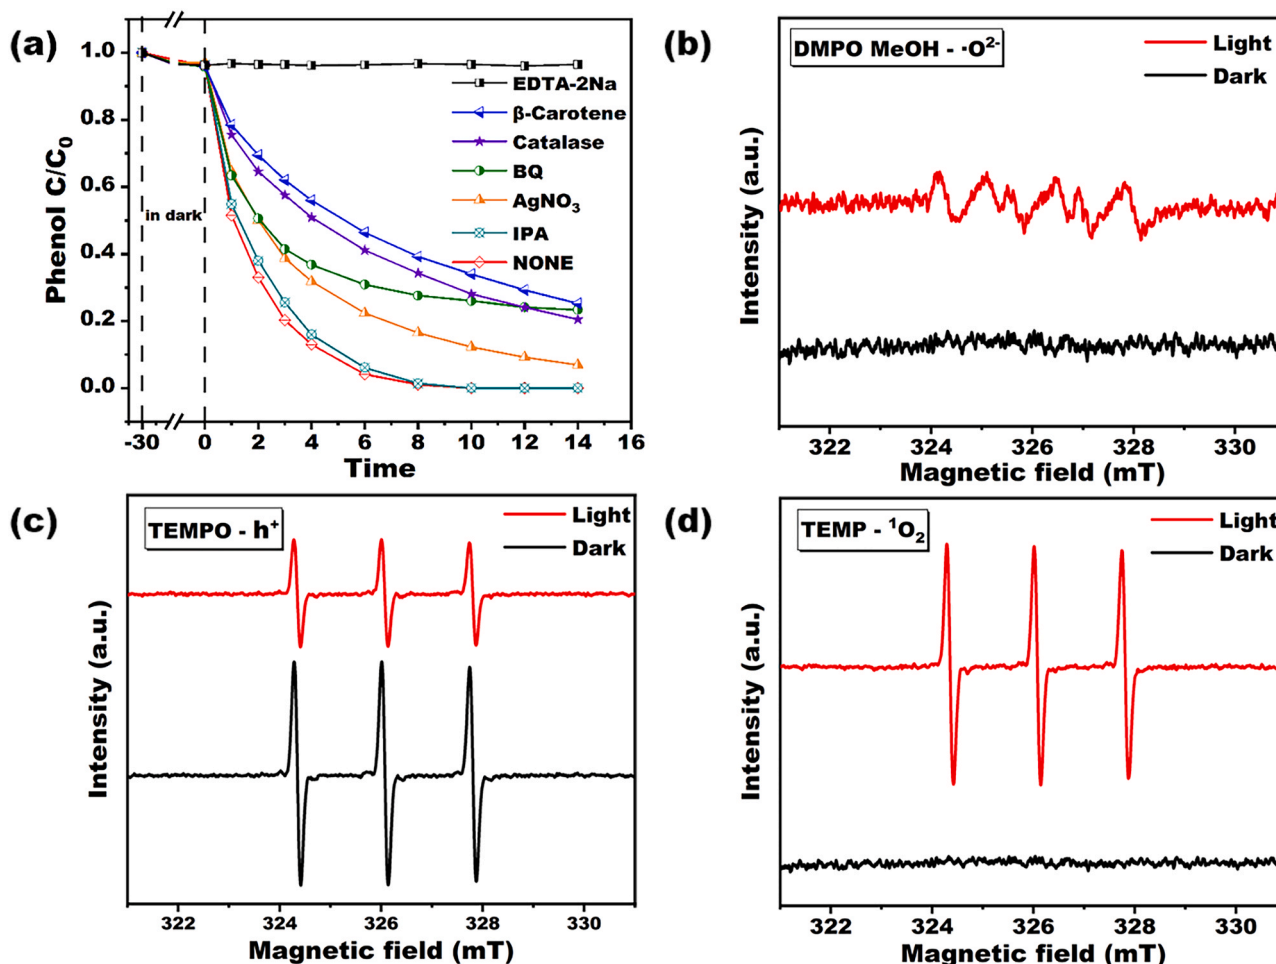 (a)
Phenol C/C₀
1.0
0.8
0.6
0.4
0.2
0.0
in dark
EDTA-2Na
β-Carotene
Catalase
BQ
AgNO₃
IPA
NONE
-30 0 2 4 6 8 10 12 14 16
Time
(b)
DMPO MeOH - ·O²⁻
Light
Dark
Intensity (a.u.)
322 324 326 328 330
Magnetic field (mT)
(c)
TEMPO - h⁺
Light
Dark
Intensity (a.u.)
322 324 326 328 330
Magnetic field (mT)
(d)
TEMP - ¹O₂
Light
Dark
Intensity (a.u.)
322 324 326 328 330
Magnetic field (mT)